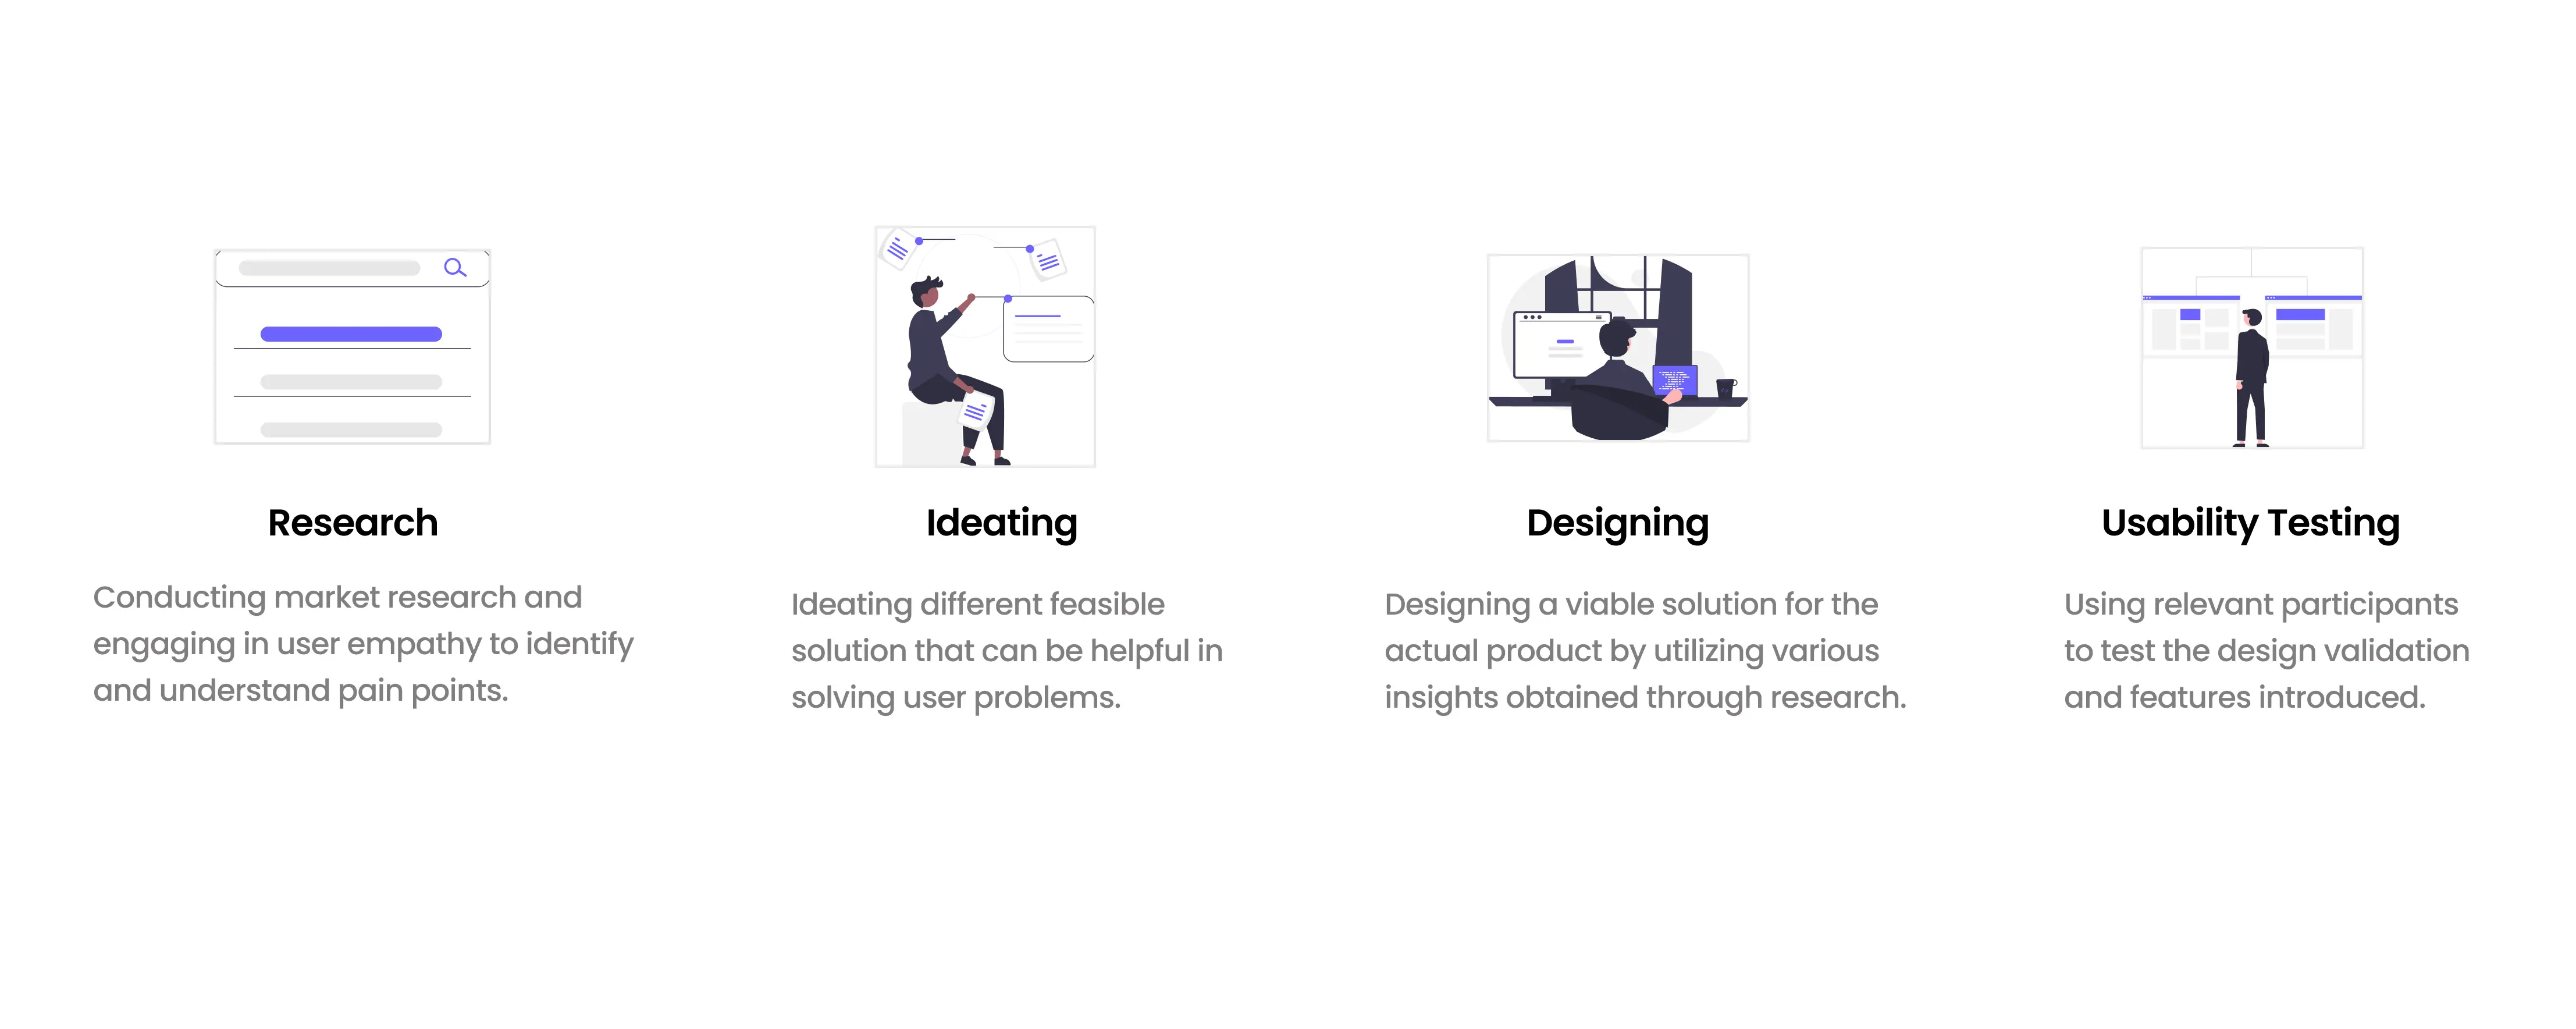 Research
Conducting market research and
engaging in user empathy to identify
and understand pain points.
Ideating
Ideating different feasible
solution that can be helpful in
solving user problems.
Designing
Designing a viable solution for the
actual product by utilizing various
insights obtained through research.
Usability Testing
Using relevant participants
to test the design validation
and features introduced.